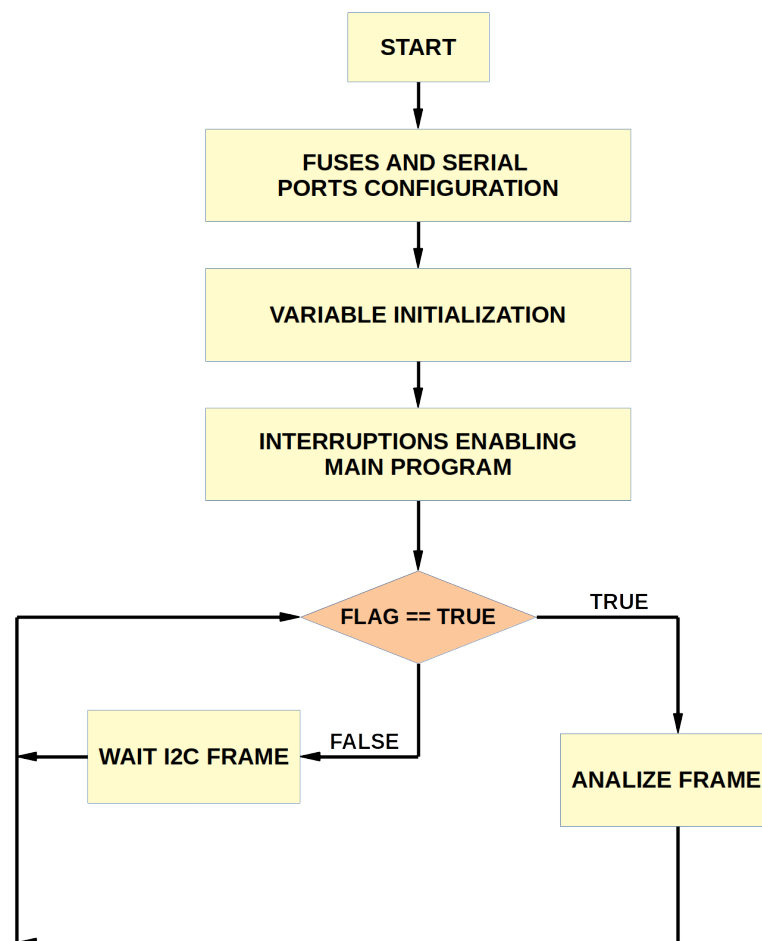 START
FUSES AND SERIAL
PORTS CONFIGURATION
VARIABLE INITIALIZATION
INTERRUPTIONS ENABLING
MAIN PROGRAM
FLAG == TRUE
TRUE
FALSE
WAIT I2C FRAME
ANALIZE FRAME